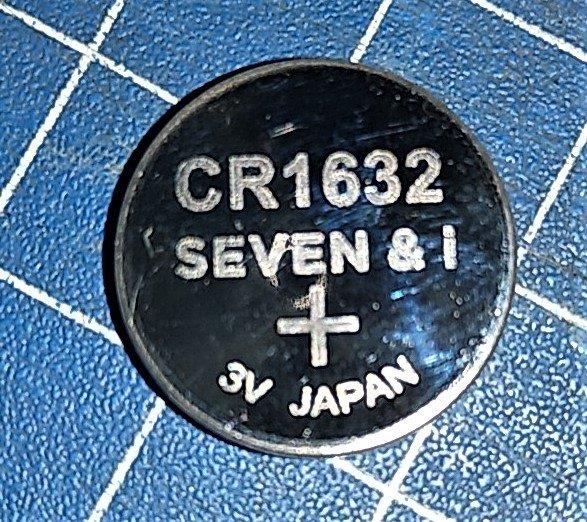 CR1632
SEVEN & i
+
3V JAPAN